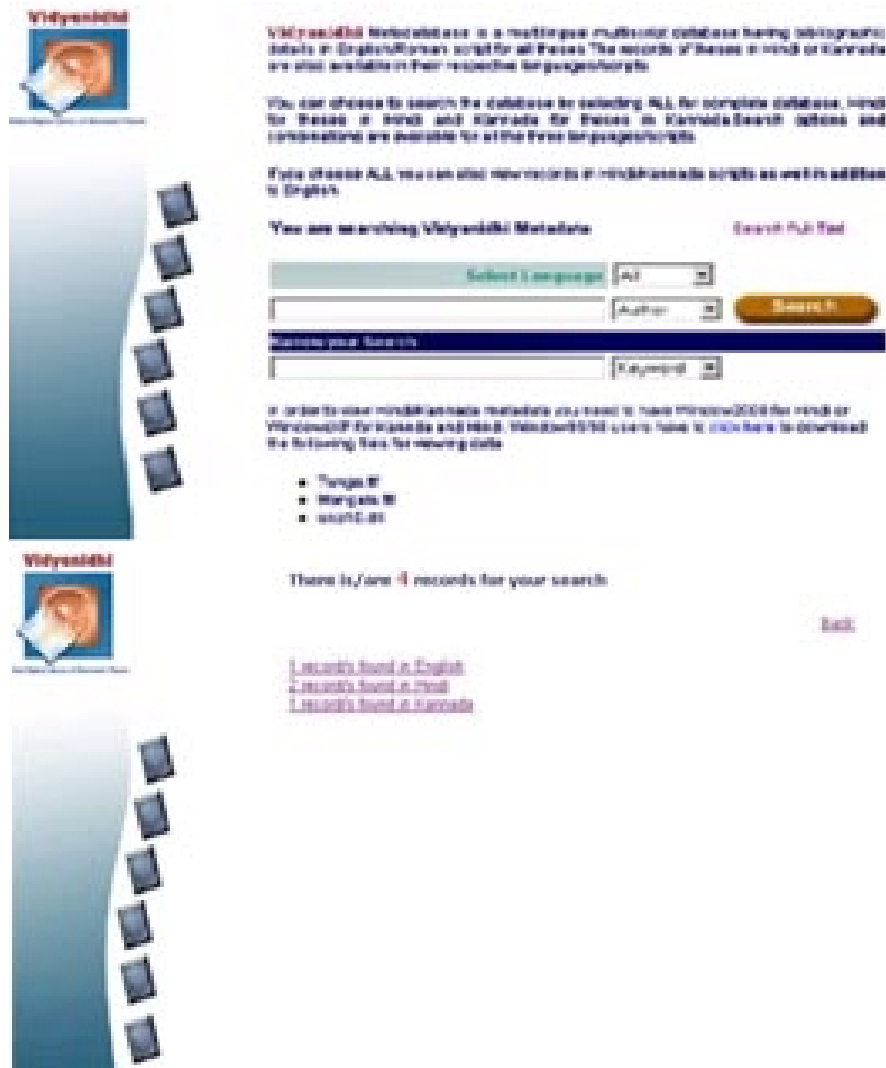 Vidyanidhi
Vidyanidhi Metadatabase is a multilingual multiscript database having bibliographic
details in English/Roman script for all theses The records of theses in Hindi or Kannada
are also available in their respective languages/scripts
You can choose to search the database by selecting ALL for complete database, Hindi
for theses in Hindi and Kannada for theses in Kannada.Search options and
combinations are available for all the three languages/scripts
If you choose ALL you can also view records in Hindi/Kannada scripts as well in addition
to English
You are searching Vidyanidhi Metadata
Search Full Text
Select Language All
Author Search
Narrow your Search
Keyword
In order to view Hindi/Kannada metadata you need to have Window2000 for Hindi or
WindowXP for Kannada and Hindi. users have to click here to download
the following files for viewing data
Tunga.ttf
Mangal.ttf
Vidyanidhi
There is/are 4 records for your search
Back
1 record/s found in English
2 record/s found in Hindi
1 record/s found in Kannada